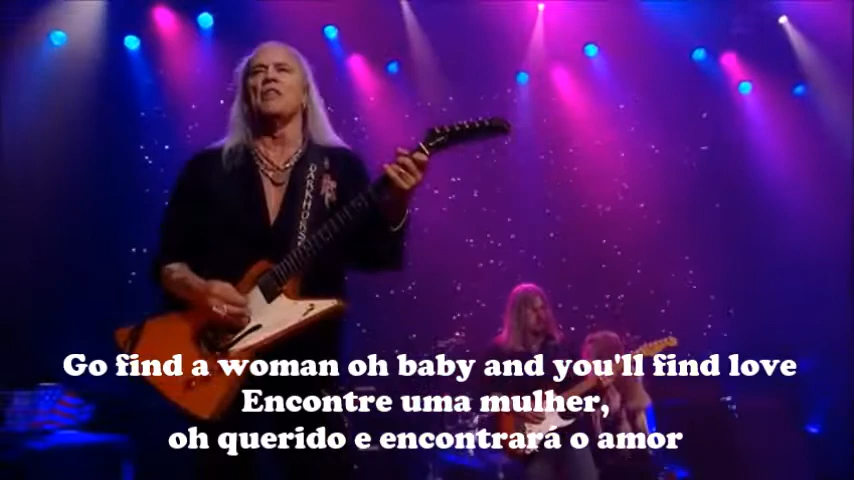 Go find a woman oh baby and you'll find love
Encontre uma mulher,
oh querido e encontrará o amor